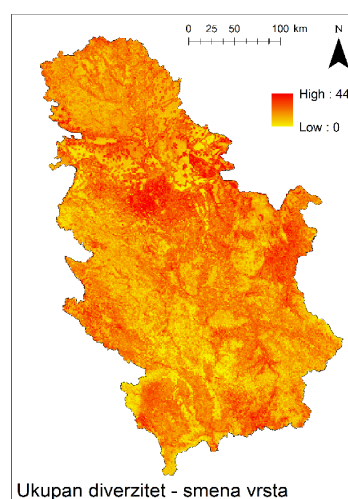 0 25 50 100 km
N
High : 44
Low : 0
Ukupan diverzitet - smena vrsta